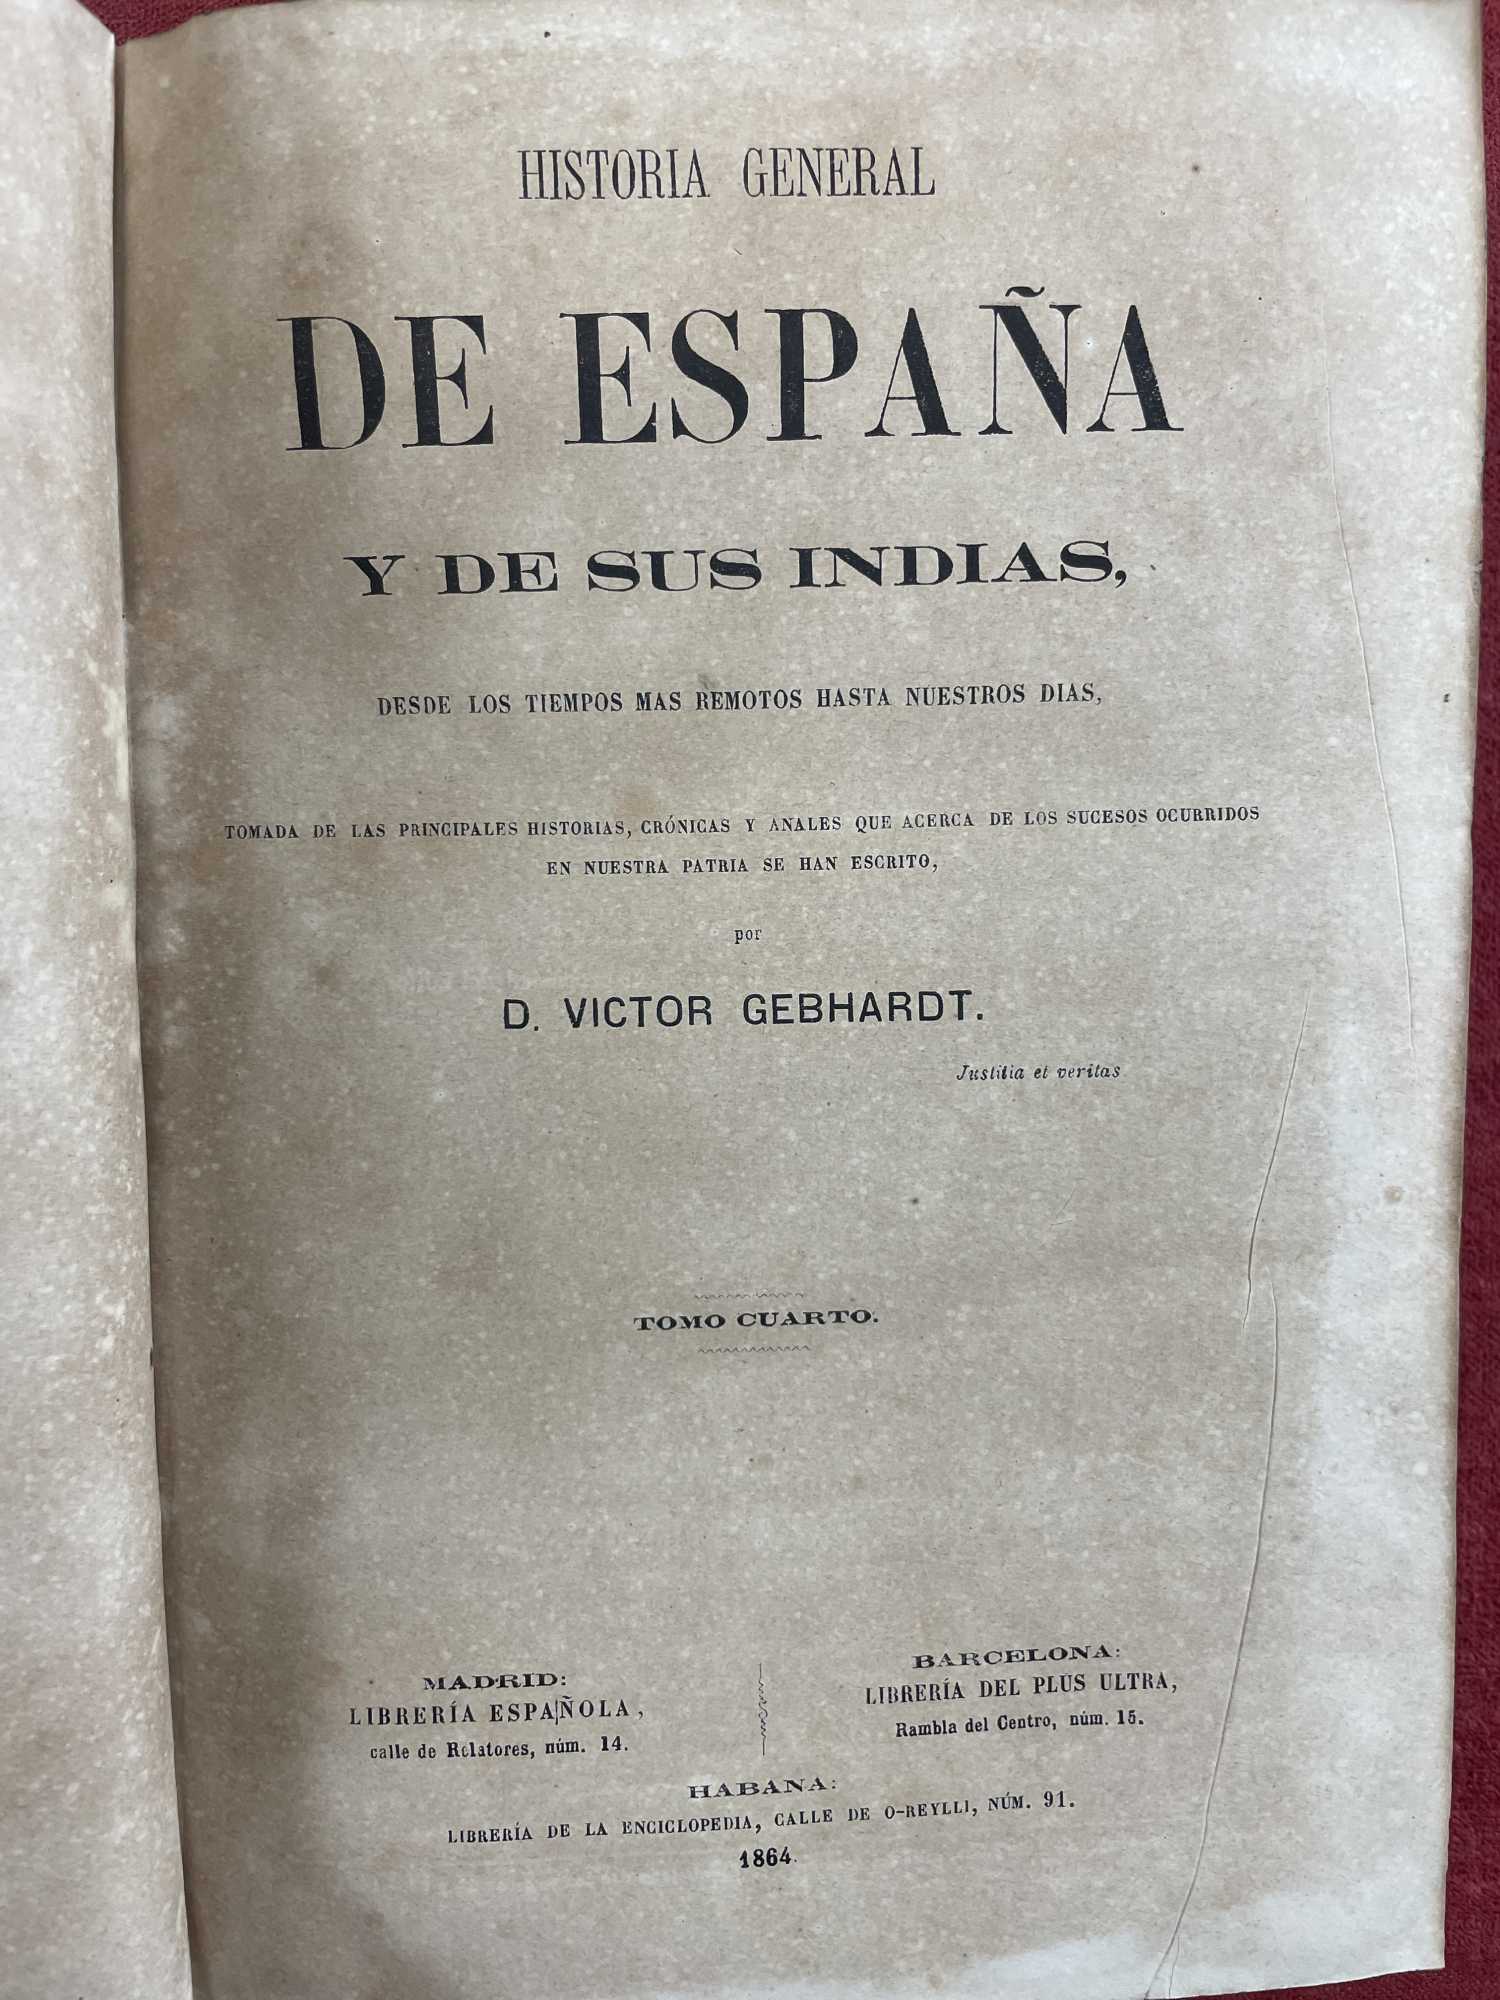 HISTORIA GENERAL
DE ESPAÑA
Y DE SUS INDIAS,
DESDE LOS TIEMPOS MAS REMOTOS HASTA NUESTROS DIAS,
TOMADA DE LAS PRINCIPALES HISTORIAS, CRÓNICAS Y ANALES QUE ACERCA DE LOS SUCESOS OCURRIDOS
EN NUESTRA PATRIA SE HAN ESCRITO,
por
D. VICTOR GEBHARDT.
Justitia et veritas
TOMO CUARTO.
MADRID:
LIBRERÍA ESPAÑOLA,
calle de Relatores, núm. 14.
BARCELONA:
LIBRERÍA DEL PLUS ULTRA,
Rambla del Centro, núm. 15.
HABANA:
LIBRERÍA DE LA ENCICLOPEDIA, CALLE DE O-REYLLI, NÚM. 91.
1864.